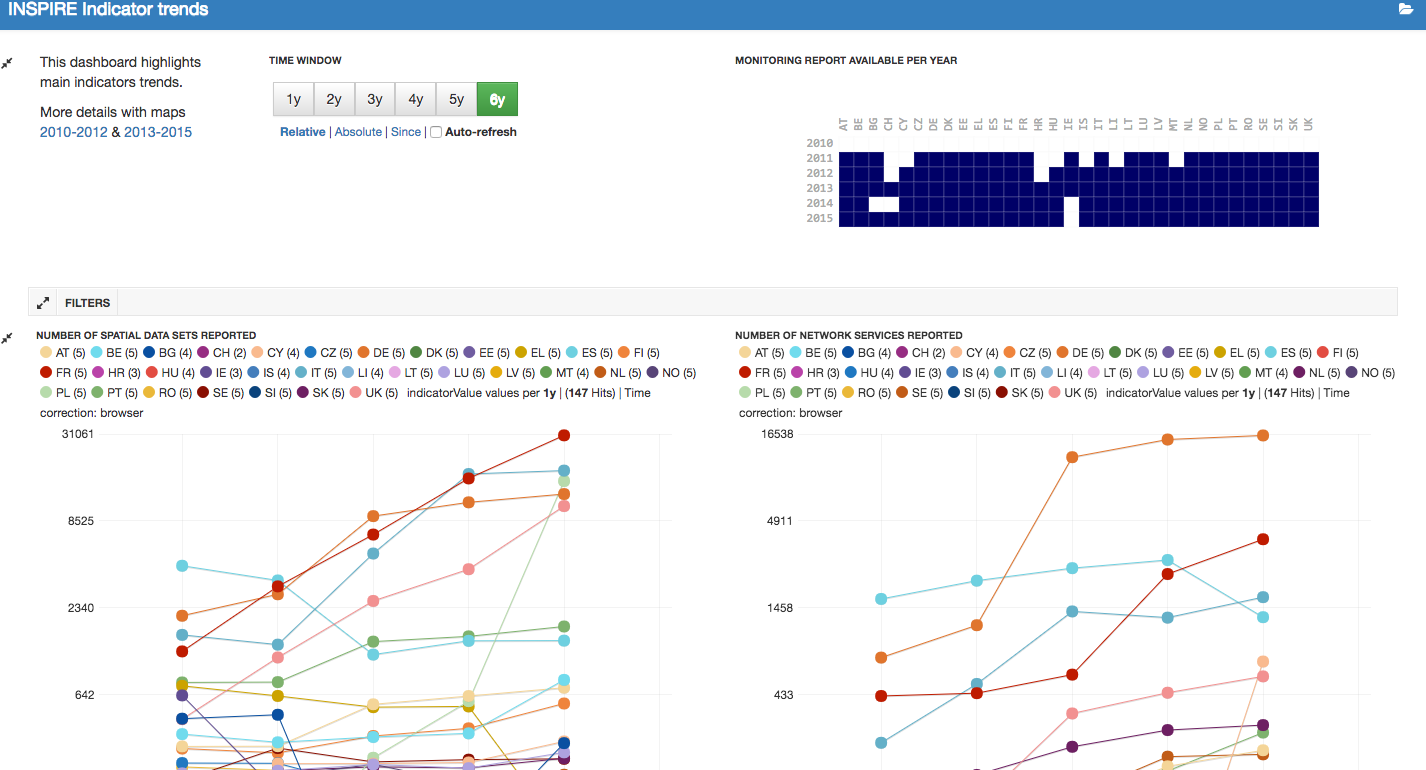 INSPIRE Indicator trends
This dashboard highlights
main indicators trends.
More details with maps
2010-2012 & 2013-2015
TIME WINDOW
1y 2y 3y 4y 5y 6y
Relative | Absolute | Since | Auto-refresh
MONITORING REPORT AVAILABLE PER YEAR
AT BE BG CH CY CZ DE DK EE EL ES FI FR HR HU IE IS IT LI LT LU LV MT NL NO PL PT RO SE SI SK UK
2010
2011
2012
2013
2014
2015
FILTERS
NUMBER OF SPATIAL DATA SETS REPORTED
AT (5) BE (5) BG (4) CH (2) CY (4) CZ (5) DE (5) DK (5) EE (5) EL (5) ES (5) FI (5)
FR (5) HR (3) HU (4) IE (3) IS (4) IT (5) LI (4) LT (5) LU (5) LV (5) MT (4) NL (5) NO (5)
PL (5) PT (5) RO (5) SE (5) SI (5) SK (5) UK (5) indicatorValue values per 1y | (147 Hits) | Time
correction: browser
31061
8525
2340
642
NUMBER OF NETWORK SERVICES REPORTED
AT (5) BE (5) BG (4) CH (2) CY (4) CZ (5) DE (5) DK (5) EE (5) EL (5) ES (5) FI (5)
FR (5) HR (3) HU (4) IE (3) IS (4) IT (5) LI (4) LT (5) LU (5) LV (5) MT (4) NL (5) NO (5)
PL (5) PT (5) RO (5) SE (5) SI (5) SK (5) UK (5) indicatorValue values per 1y | (147 Hits) | Time
correction: browser
16538
4911
1458
433